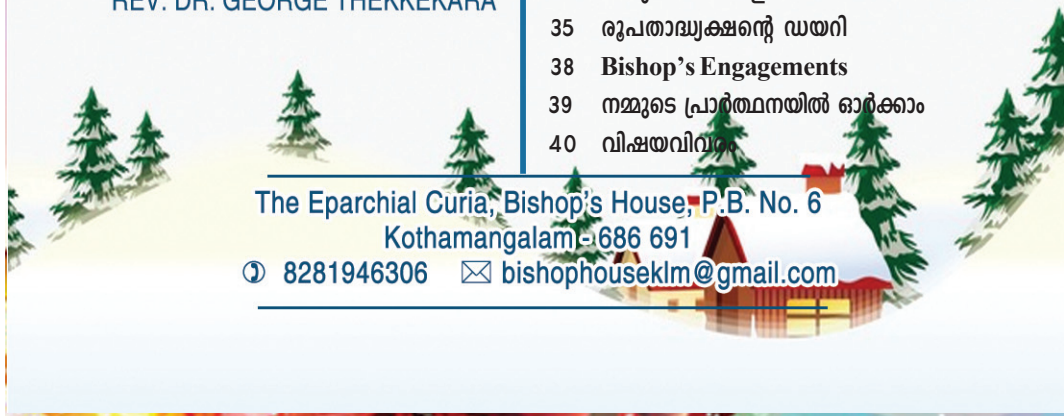 REV. DR. GEORGE THEKKEKARA
35 രൂപതാദ്ധ്യക്ഷന്റെ ഡയറി
38 Bishop's Engagements
39 നമ്മുടെ പ്രാർത്ഥനയിൽ ഓർക്കാം
40 വിഷയവിവരം
The Eparchial Curia, Bishop's House, P.B. No. 6
Kothamangalam - 686 691
8281946306 bishophouseklm@gmail.com